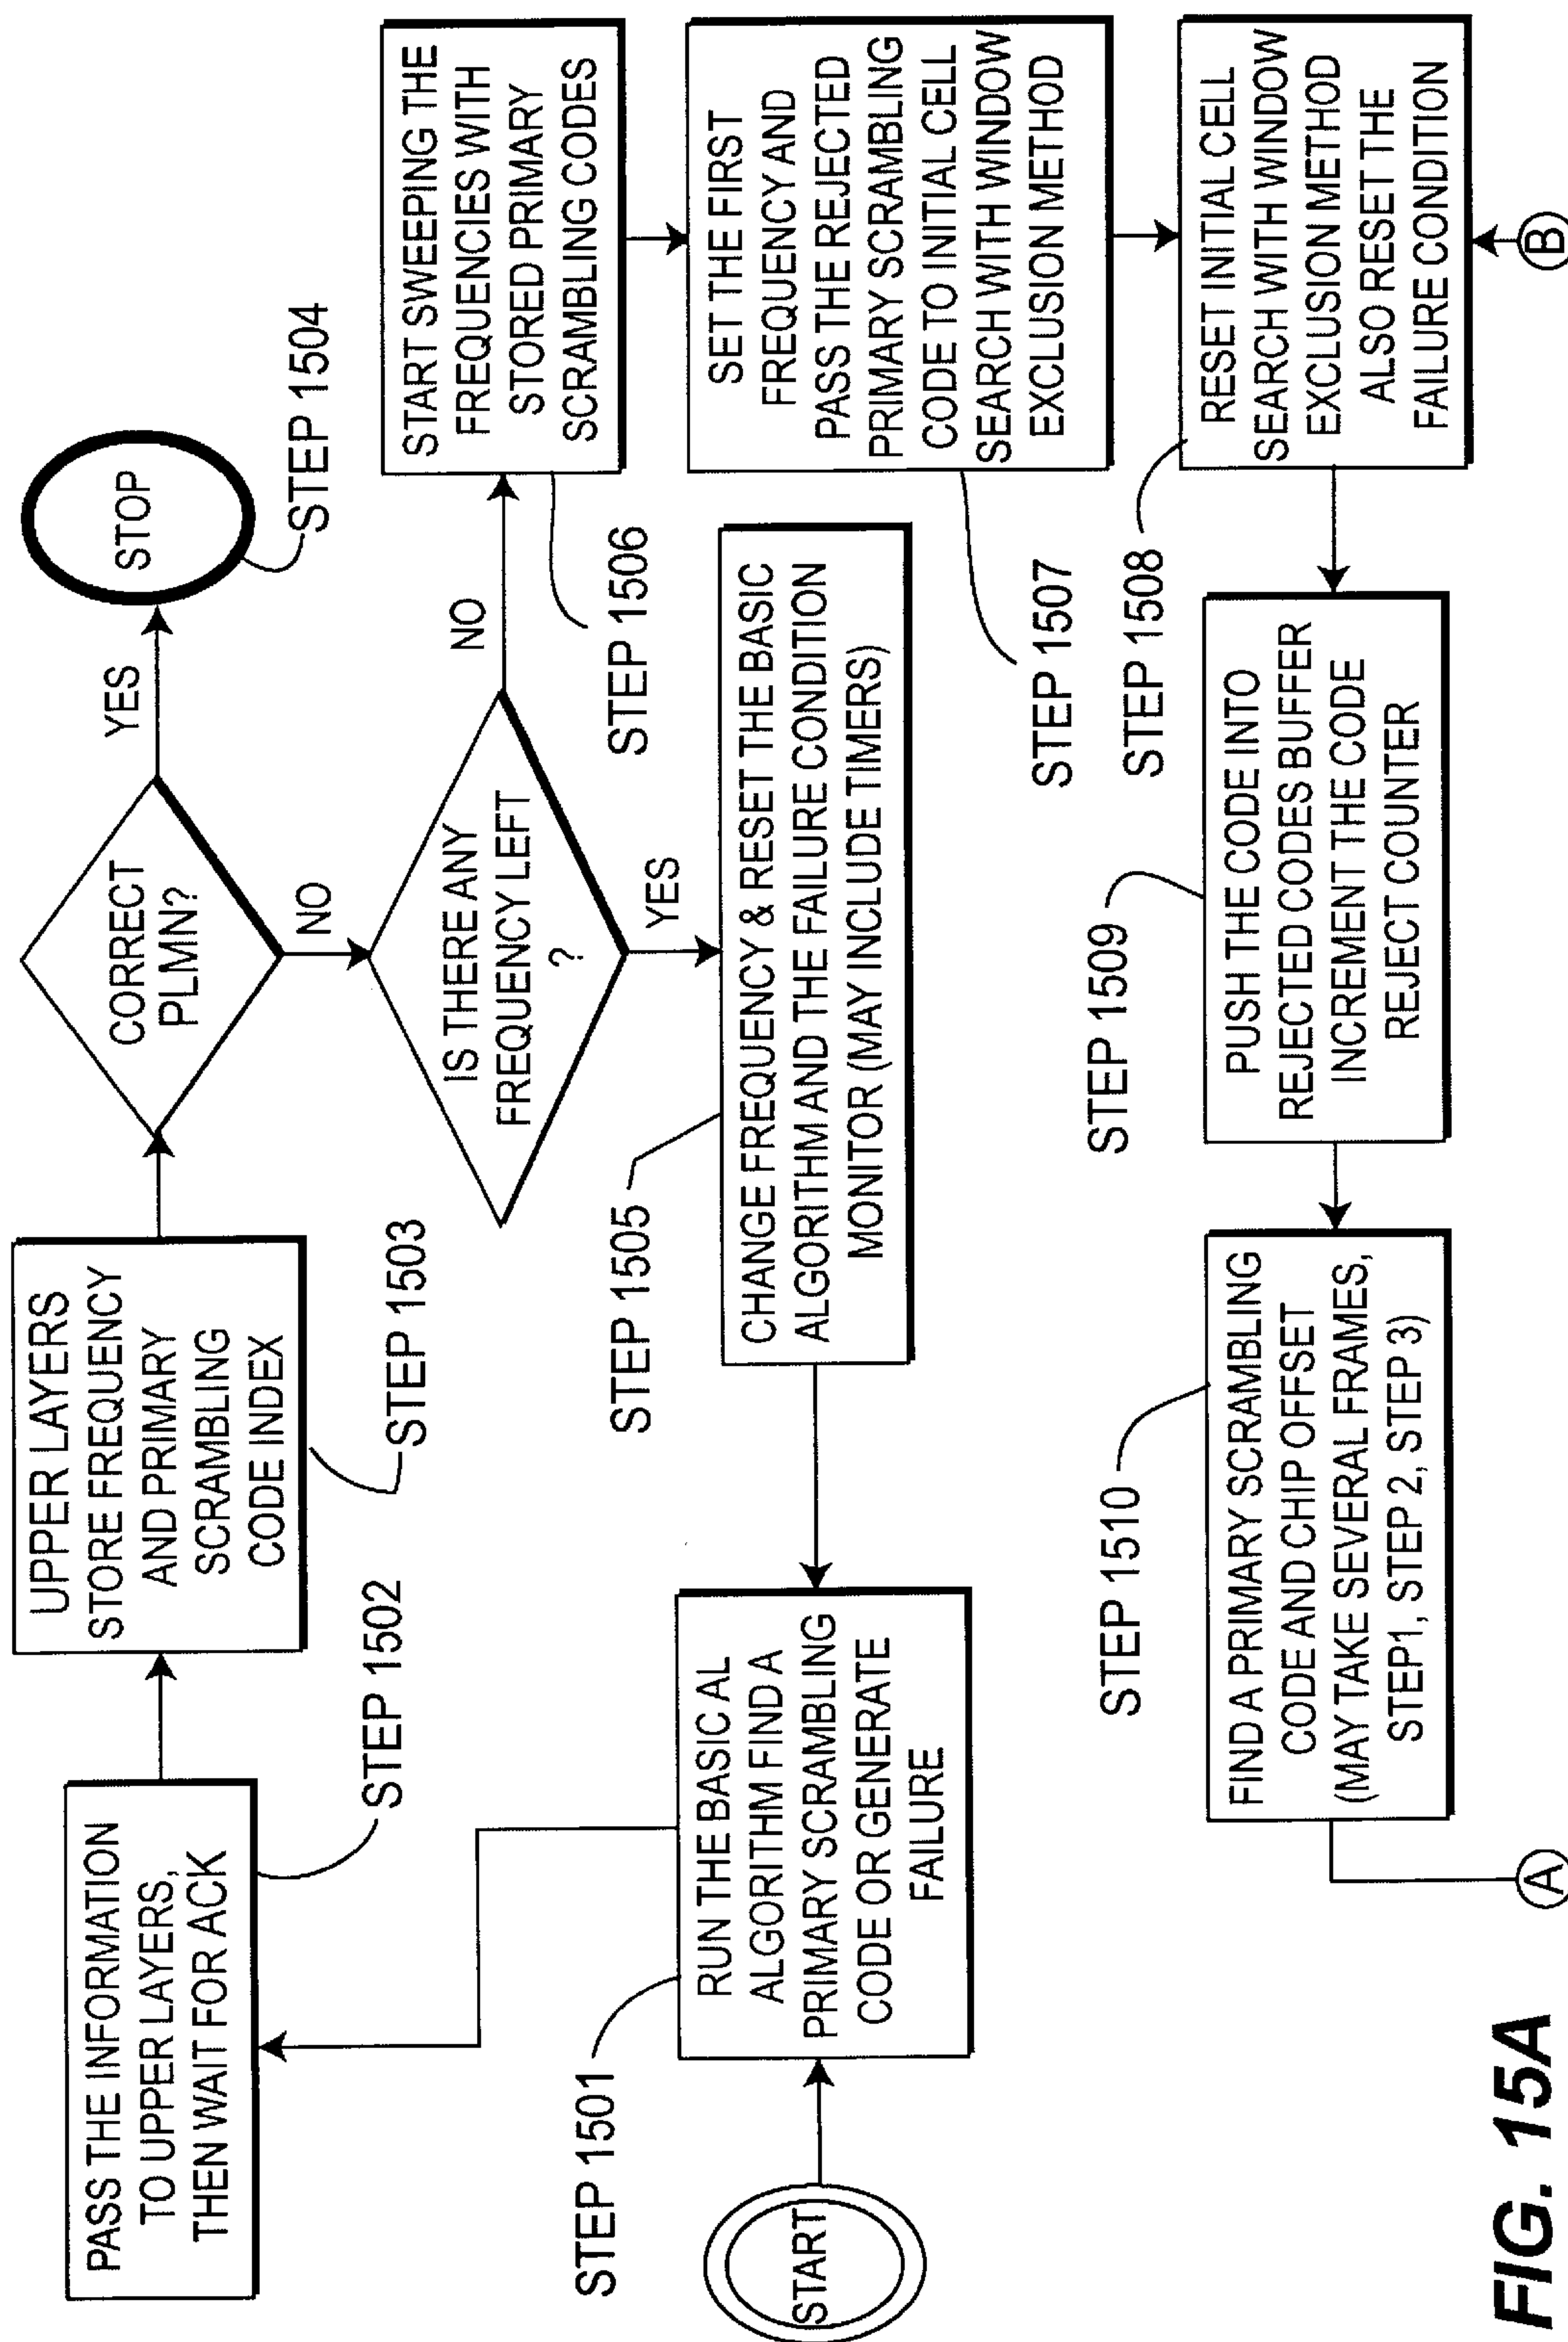 PASS THE INFORMATION
TO UPPER LAYERS,
THEN WAIT FOR ACK
STEP 1502
UPPER LAYERS
STORE FREQUENCY
AND PRIMARY
SCRAMBLING
CODE INDEX
STEP 1503
CORRECT
PLMN?
YES
NO
STOP
STEP 1504
IS THERE ANY
FREQUENCY LEFT
?
NO
YES
START SWEEPING THE
FREQUENCIES WITH
STORED PRIMARY
SCRAMBLING CODES
STEP 1506
START
STEP 1501
RUN THE BASIC AL
ALGORITHM FIND A
PRIMARY SCRAMBLING
CODE OR GENERATE
FAILURE
STEP 1505
CHANGE FREQUENCY & RESET THE BASIC
ALGORITHM AND THE FAILURE CONDITION
MONITOR (MAY INCLUDE TIMERS)
SET THE FIRST
FREQUENCY AND
PASS THE REJECTED
PRIMARY SCRAMBLING
CODE TO INITIAL CELL
SEARCH WITH WINDOW
EXCLUSION METHOD
STEP 1507
STEP 1508
RESET INITIAL CELL
SEARCH WITH WINDOW
EXCLUSION METHOD
ALSO RESET THE
FAILURE CONDITION
B
STEP 1509
PUSH THE CODE INTO
REJECTED CODES BUFFER
INCREMENT THE CODE
REJECT COUNTER
STEP 1510
FIND A PRIMARY SCRAMBLING
CODE AND CHIP OFFSET
(MAY TAKE SEVERAL FRAMES,
STEP1, STEP 2, STEP 3)
A
FIG. 15A